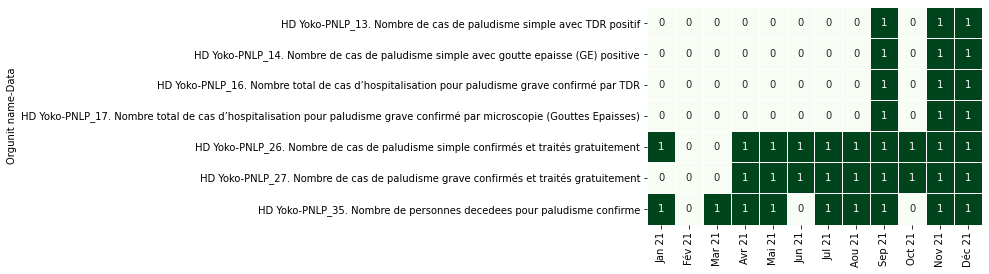 Orgunit name-Data
HD Yoko-PNLP_13. Nombre de cas de paludisme simple avec TDR positif 0 0 0 0 0 0 0 0 1 0 1 1
HD Yoko-PNLP_14. Nombre de cas de paludisme simple avec goutte epaisse (GE) positive 0 0 0 0 0 0 0 0 1 0 1 1
HD Yoko-PNLP_16. Nombre total de cas d’hospitalisation pour paludisme grave confirmé par TDR 0 0 0 0 0 0 0 0 1 0 1 1
HD Yoko-PNLP_17. Nombre total de cas d’hospitalisation pour paludisme grave confirmé par microscopie (Gouttes Epaisses) 0 0 0 0 0 0 0 0 1 0 1 1
HD Yoko-PNLP_26. Nombre de cas de paludisme simple confirmés et traités gratuitement 1 0 0 1 1 1 1 1 1 1 1 1
HD Yoko-PNLP_27. Nombre de cas de paludisme grave confirmés et traités gratuitement 0 0 0 1 1 1 1 1 1 1 1 1
HD Yoko-PNLP_35. Nombre de personnes decedees pour paludisme confirme 1 0 1 1 1 0 1 1 1 0 1 1
Jan 21 Fév 21 Mar 21 Avr 21 Mai 21 Jun 21 Jul 21 Aou 21 Sep 21 Oct 21 Nov 21 Déc 21